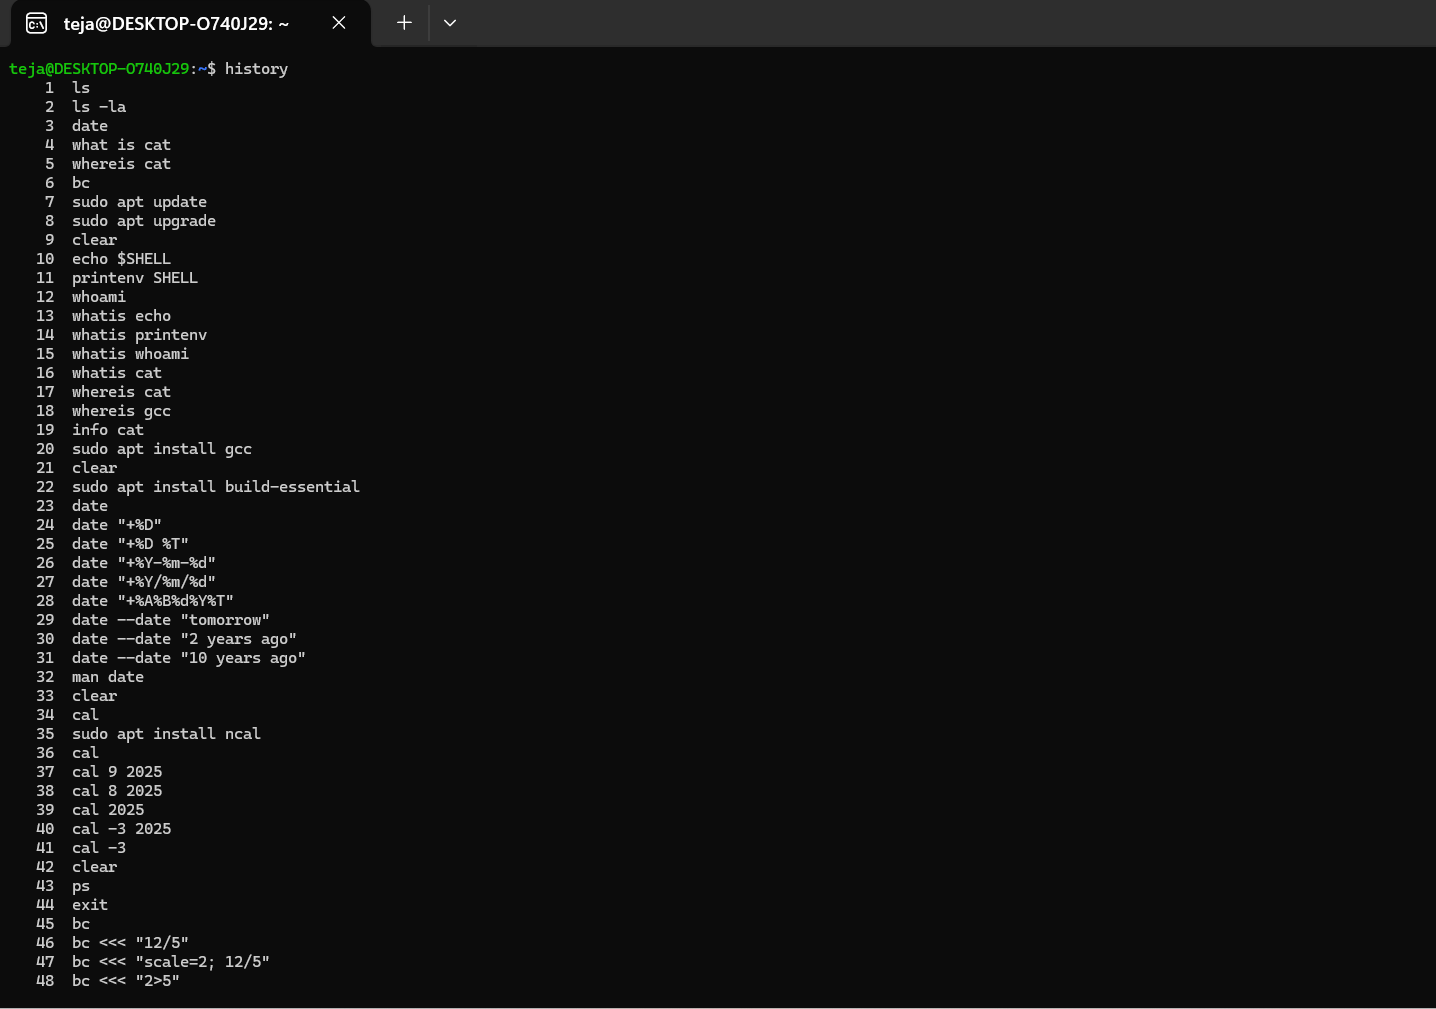 teja@DESKTOP-O740J29: ~
teja@DESKTOP-O740J29:~$ history
1 ls
2 ls -la
3 date
4 what is cat
5 whereis cat
6 bc
7 sudo apt update
8 sudo apt upgrade
9 clear
10 echo $SHELL
11 printenv SHELL
12 whoami
13 whatis echo
14 whatis printenv
15 whatis whoami
16 whatis cat
17 whereis cat
18 whereis gcc
19 info cat
20 sudo apt install gcc
21 clear
22 sudo apt install build-essential
23 date
24 date "+%D"
25 date "+%D %T"
26 date "+%Y-%m-%d"
27 date "+%Y/%m/%d"
28 date "+%A%B%d%Y%T"
29 date --date "tomorrow"
30 date --date "2 years ago"
31 date --date "10 years ago"
32 man date
33 clear
34 cal
35 sudo apt install ncal
36 cal
37 cal 9 2025
38 cal 8 2025
39 cal 2025
40 cal -3 2025
41 cal -3
42 clear
43 ps
44 exit
45 bc
46 bc <<< "12/5"
47 bc <<< "scale=2; 12/5"
48 bc <<< "2>5"